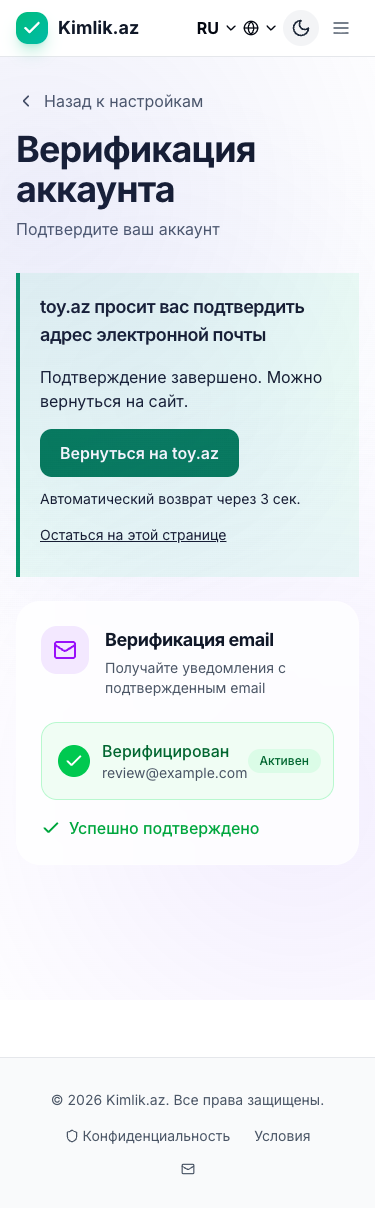 Kimlik.az RU
Назад к настройкам
Верификация
аккаунта
Подтвердите ваш аккаунт
toy.az просит вас подтвердить
адрес электронной почты
Подтверждение завершено. Можно
вернуться на сайт.
Вернуться на toy.az
Автоматический возврат через 3 сек.
Остаться на этой странице
Верификация email
Получайте уведомления с
подтвержденным email
Верифицирован
review@example.com
Активен
Успешно подтверждено
© 2026 Kimlik.az. Все права защищены.
Конфиденциальность Условия